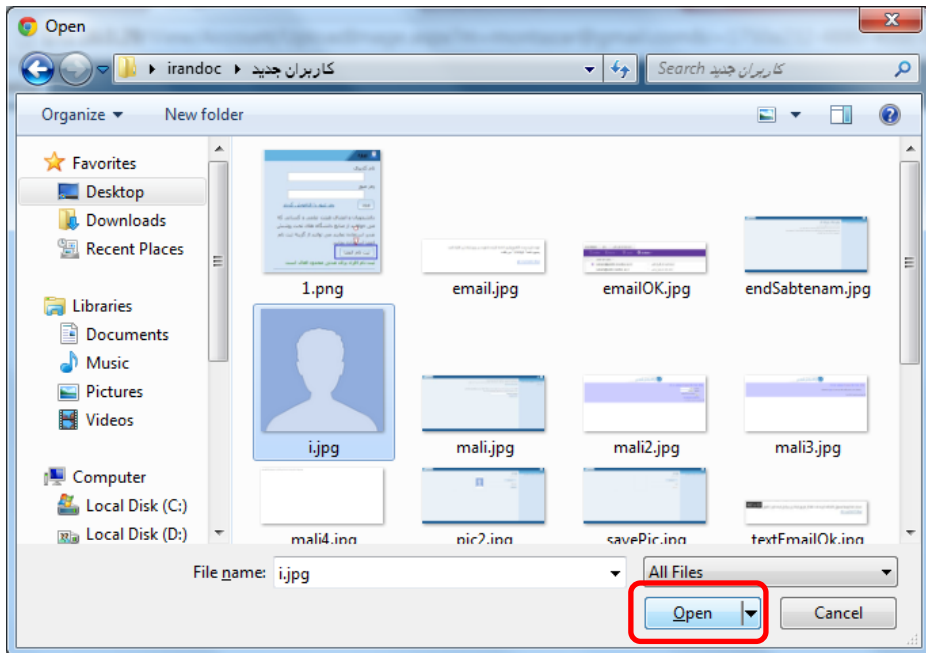 Open
irandoc ▸ کاربران جدید ▸
Search کاربران جدید
Organize New folder
Favorites
Desktop
Downloads
Recent Places
Libraries
Documents
Music
Pictures
Videos
Computer
Local Disk (C:)
Local Disk (D:)
1.png email.jpg emailOK.jpg endSabtenam.jpg
i.jpg mali.jpg mali2.jpg mali3.jpg
mali4.jpg pic2.jpg savePic.jpg textEmailOk.jpg
File name: i.jpg All Files
Open Cancel